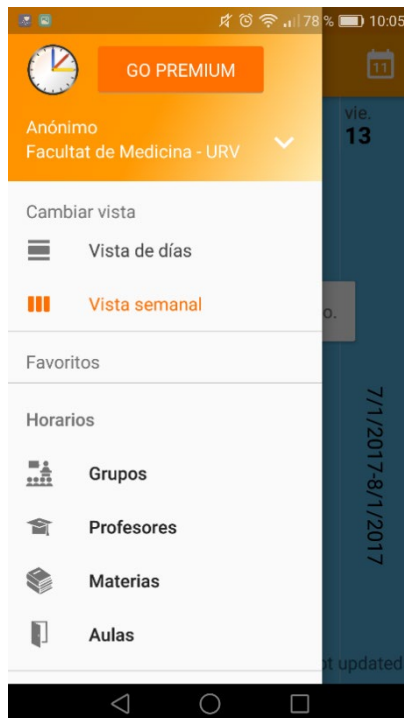 78 % 10:05
GO PREMIUM
11
Anónimo
Facultat de Medicina - URV
vie.
13
Cambiar vista
Vista de días
Vista semanal
o.
Favoritos
Horarios
Grupos
Profesores
Materias
Aulas
7/1/2017-8/1/2017
ot updated